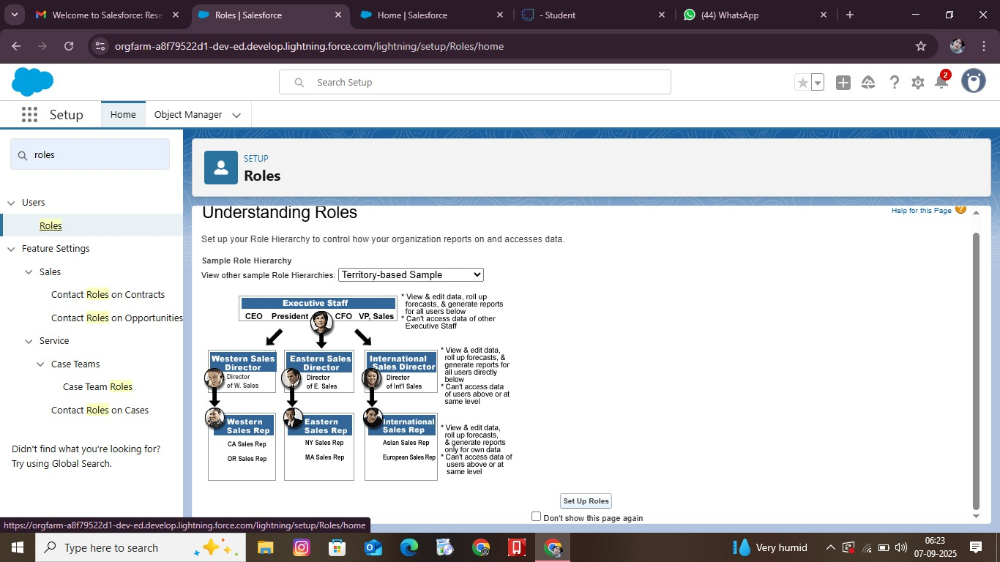 Welcome to Salesforce: Rese
Roles | Salesforce
Home | Salesforce
- Student
(44) WhatsApp
orgfarm-a8f79522d1-dev-ed.develop.lightning.force.com/lightning/setup/Roles/home
Search Setup
2
Setup
Home
Object Manager
roles
Users
Roles
Feature Settings
Sales
Contact Roles on Contracts
Contact Roles on Opportunities
Service
Case Teams
Case Team Roles
Contact Roles on Cases
Didn't find what you're looking for?
Try using Global Search.
SETUP
Roles
Understanding Roles
Help for this Page
Set up your Role Hierarchy to control how your organization reports on and accesses data.
Sample Role Hierarchy
View other sample Role Hierarchies: Territory-based Sample
Executive Staff
CEO President CFO VP, Sales
* View & edit data, roll up
forecasts, & generate reports
for all users below
* Can't access data of other
Executive Staff
Western Sales
Director
Director
of W. Sales
Eastern Sales
Director
Director
of E. Sales
International
Sales Director
Director
of Int'l Sales
* View & edit data,
roll up forecasts, &
generate reports for
all users directly
below
* Can't access data
of users above or at
same level
Western
Sales Rep
CA Sales Rep
OR Sales Rep
Eastern
Sales Rep
NY Sales Rep
MA Sales Rep
International
Sales Rep
Asian Sales Rep
European Sales Rep
* View & edit data,
roll up forecasts,
& generate reports
only for own data
* Can't access data of
users above or at
same level
Set Up Roles
Don't show this page again
https://orgfarm-a8f79522d1-dev-ed.develop.lightning.force.com/lightning/setup/Roles/home
Type here to search
Very humid
06:23
07-09-2025